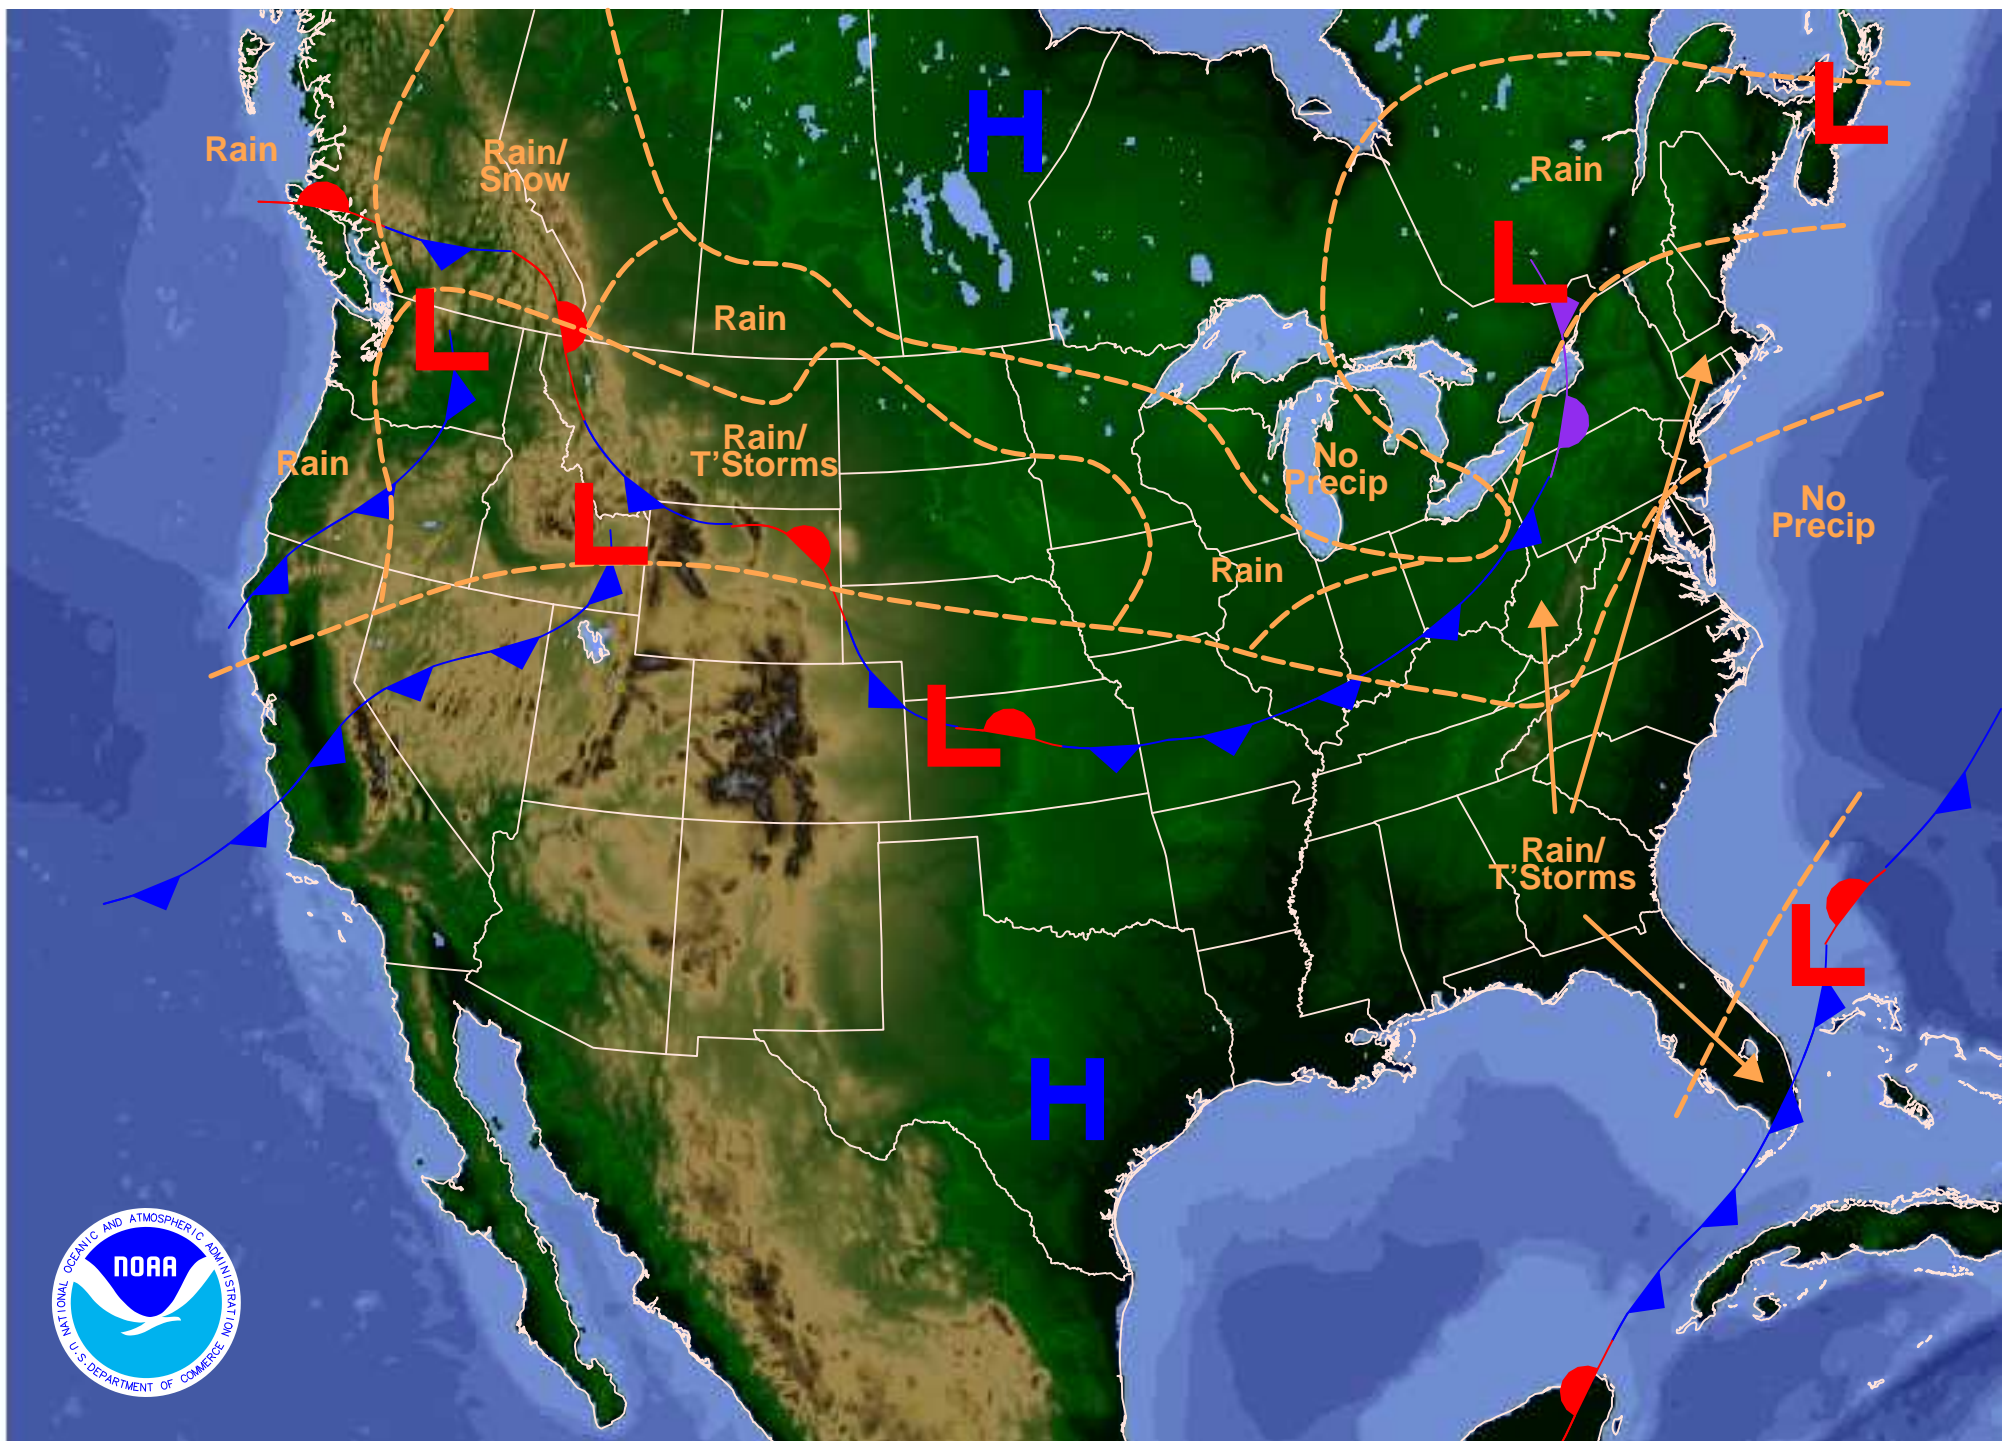 H
L
Rain
Rain/
Snow
Rain
L
L
Rain
Rain/
T'Storms
Rain
No
Precip
L
No
Precip
Rain
L
Rain/
T'Storms
L
H
NATIONAL OCEANIC AND ATMOSPHERIC ADMINISTRATION
NOAA
U.S. DEPARTMENT OF COMMERCE